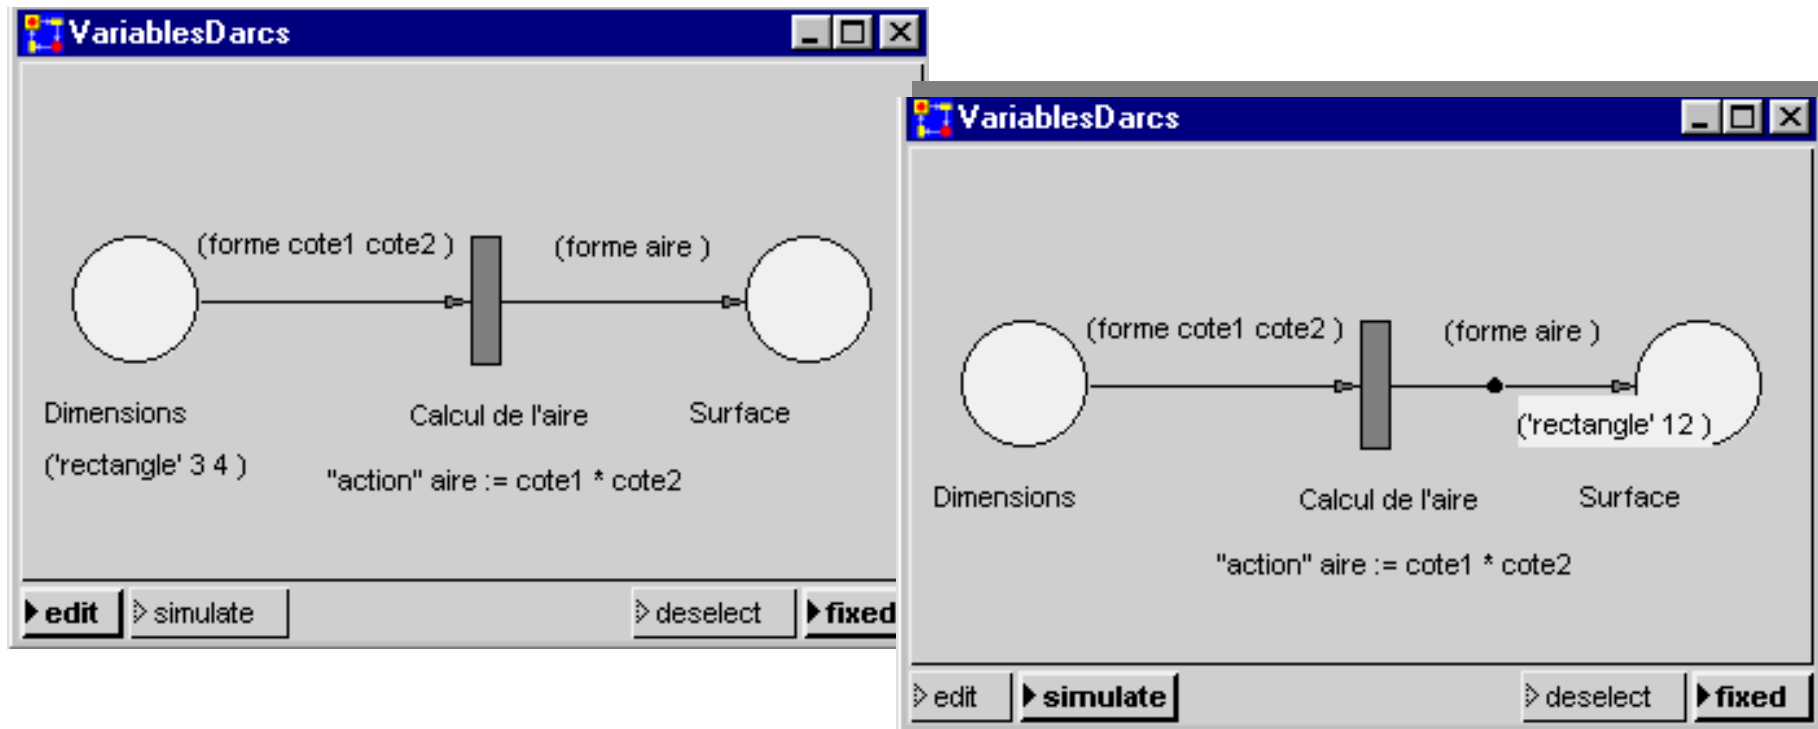 VariablesDarcs
(forme cote1 cote2 )
(forme aire )
Dimensions
Calcul de l'aire
Surface
('rectangle' 3 4 )
"action" aire := cote1 * cote2
edit
simulate
deselect
fixed
VariablesDarcs
(forme cote1 cote2 )
(forme aire )
('rectangle' 12 )
Dimensions
Calcul de l'aire
Surface
"action" aire := cote1 * cote2
edit
simulate
deselect
fixed